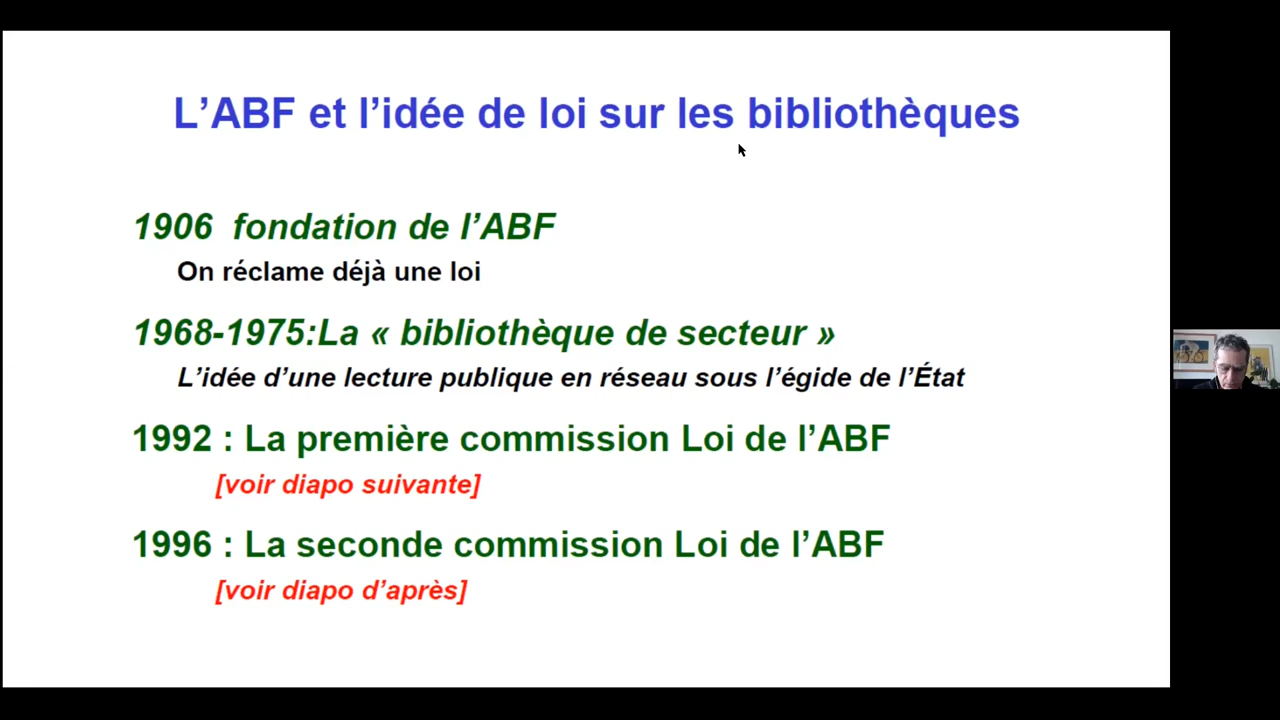 L’ABF et l’idée de loi sur les bibliothèques
1906 fondation de l’ABF
On réclame déjà une loi
1968-1975:La « bibliothèque de secteur »
L’idée d’une lecture publique en réseau sous l’égide de l’État
1992 : La première commission Loi de l’ABF
[voir diapo suivante]
1996 : La seconde commission Loi de l’ABF
[voir diapo d’après]